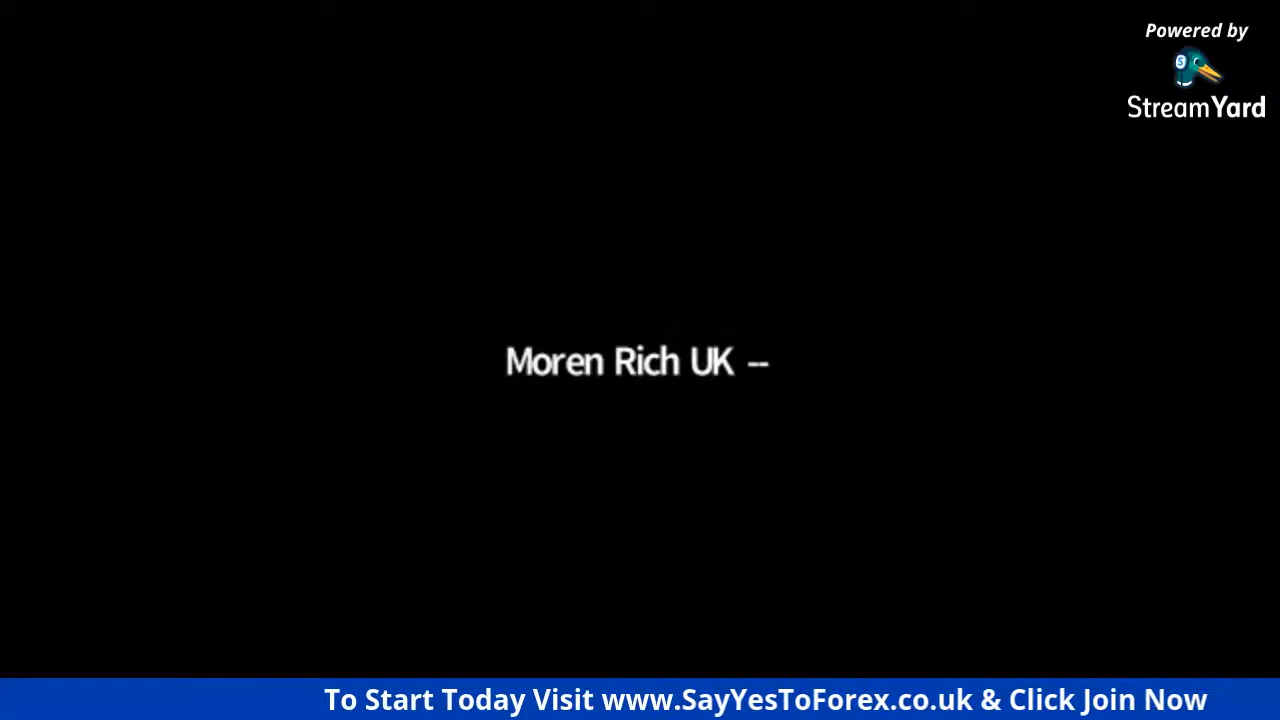 Powered by
S
StreamYard
Moren Rich UK --
To Start Today Visit www.SayYesToForex.co.uk & Click Join Now